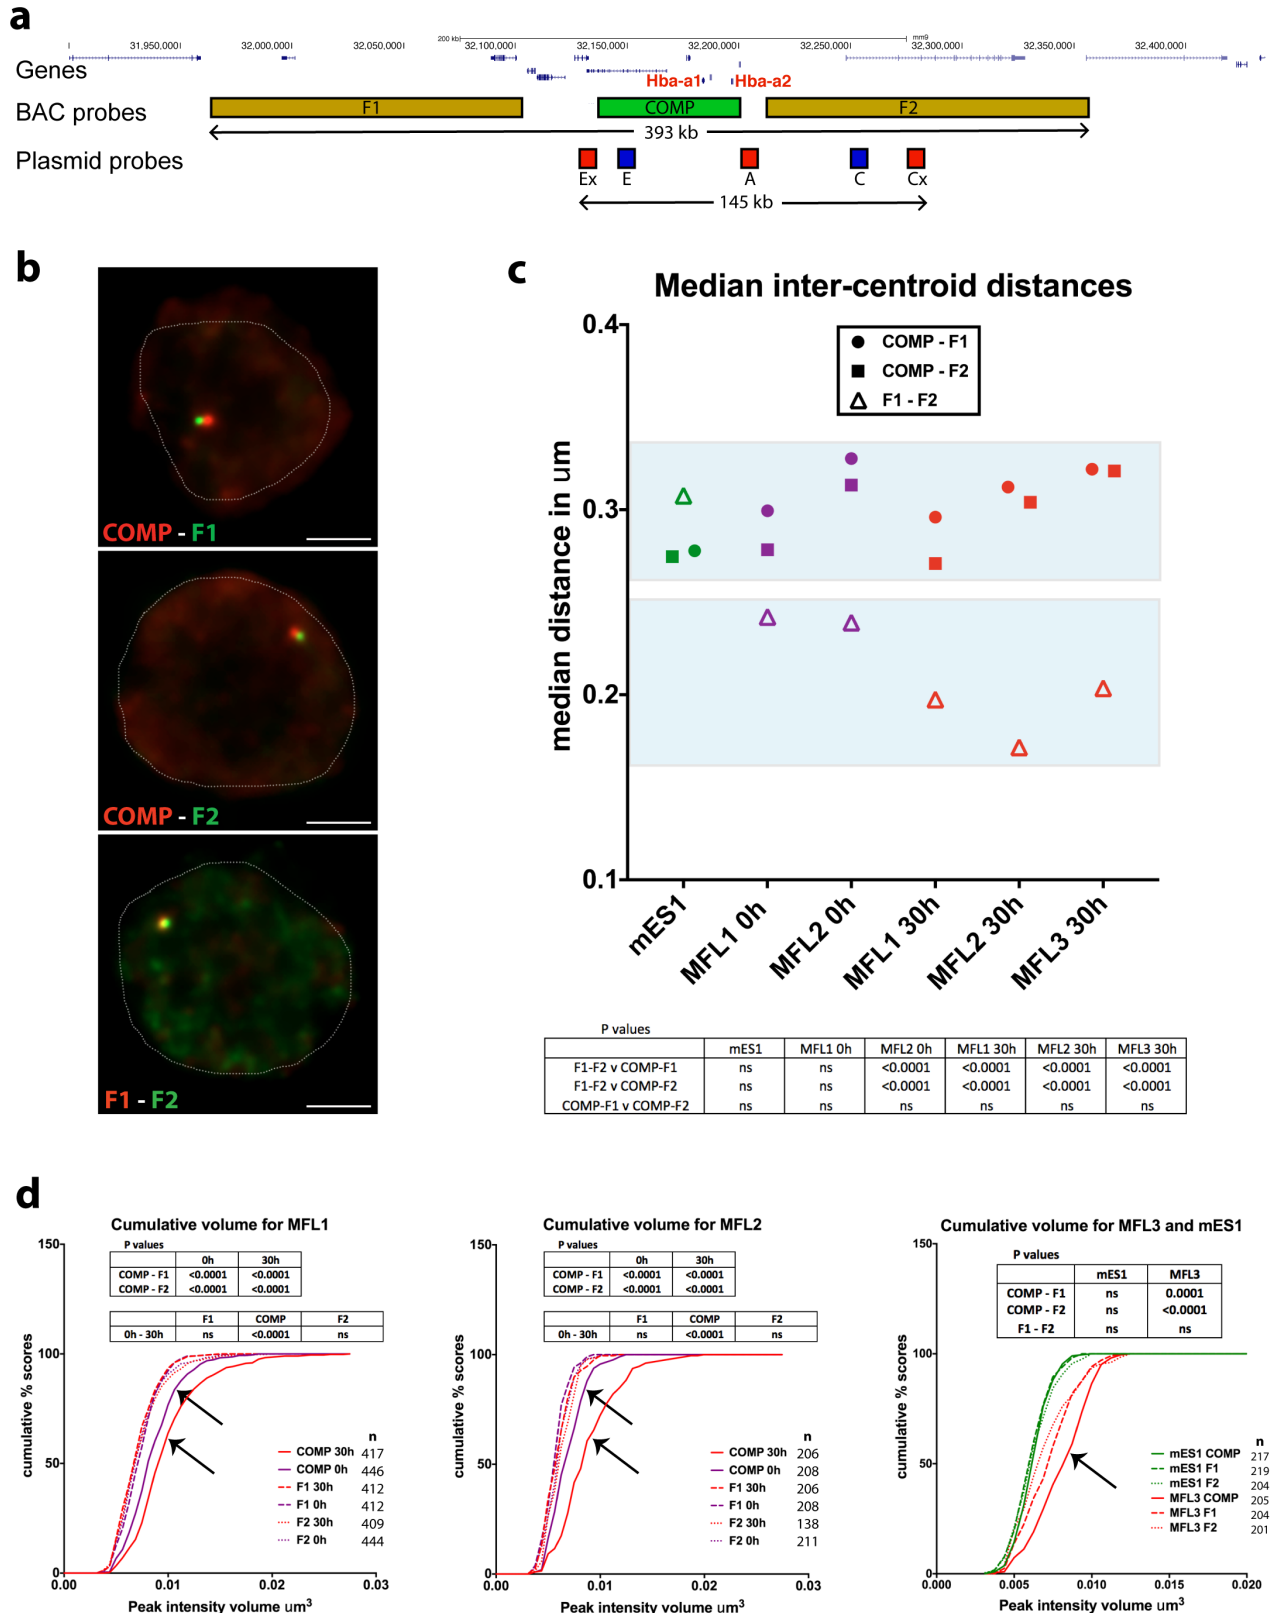 a
200 kb
mm9
31,950,000 32,000,000 32,050,000 32,100,000 32,150,000 32,200,000 32,250,000 32,300,000 32,350,000 32,400,000
Genes
Hba-a1 Hba-a2
BAC probes
F1 COMP F2
393 kb
Plasmid probes
Ex E A C Cx
145 kb
b
COMP - F1
COMP - F2
F1 - F2
c
Median inter-centroid distances
COMP - F1
COMP - F2
F1 - F2
median distance in um
0.4
0.3
0.2
0.1
mES1 MFL1 0h MFL2 0h MFL1 30h MFL2 30h MFL3 30h
P values
mES1 MFL1 0h MFL2 0h MFL1 30h MFL2 30h MFL3 30h
F1-F2 v COMP-F1 ns ns <0.0001 <0.0001 <0.0001 <0.0001
F1-F2 v COMP-F2 ns ns <0.0001 <0.0001 <0.0001 <0.0001
COMP-F1 v COMP-F2 ns ns ns ns ns ns
d
Cumulative volume for MFL1
P values
0h 30h
COMP - F1 <0.0001 <0.0001
COMP - F2 <0.0001 <0.0001
F1 COMP F2
0h - 30h ns <0.0001 ns
cumulative % scores
150
100
50
0
n
COMP 30h 417
COMP 0h 446
F1 30h 412
F1 0h 412
F2 30h 409
F2 0h 444
0.00 0.01 0.02 0.03
Peak intensity volume um3
Cumulative volume for MFL2
P values
0h 30h
COMP - F1 <0.0001 <0.0001
COMP - F2 <0.0001 <0.0001
F1 COMP F2
0h - 30h ns <0.0001 ns
cumulative % scores
150
100
50
0
n
COMP 30h 206
COMP 0h 208
F1 30h 206
F1 0h 208
F2 30h 138
F2 0h 211
0.00 0.01 0.02 0.03
Peak intensity volume um3
Cumulative volume for MFL3 and mES1
P values
mES1 MFL3
COMP - F1 ns 0.0001
COMP - F2 ns <0.0001
F1 - F2 ns ns
cumulative % scores
150
100
50
0
n
mES1 COMP 217
mES1 F1 219
mES1 F2 204
MFL3 COMP 205
MFL3 F1 204
MFL3 F2 201
0.000 0.005 0.010 0.015 0.020
Peak intensity volume um3